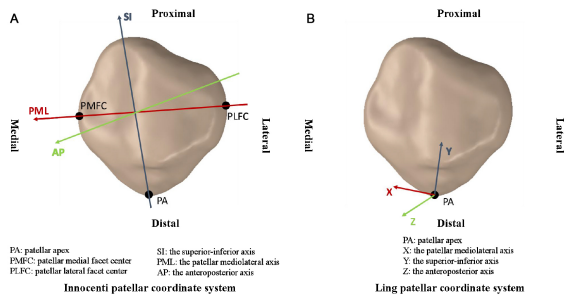 A
Proximal
SI
PMFC
PML
PLFC
AP
Medial
Lateral
PA
Distal
PA: patellar apex
PMFC: patellar medial facet center
PLFC: patellar lateral facet center
SI: the superior-inferior axis
PML: the patellar mediolateral axis
AP: the anteroposterior axis
Innocenti patellar coordinate system
B
Proximal
Medial
Lateral
Y
X
PA
Z
Distal
PA: patellar apex
X: the patellar mediolateral axis
Y: the superior-inferior axis
Z: the anteroposterior axis
Ling patellar coordinate system